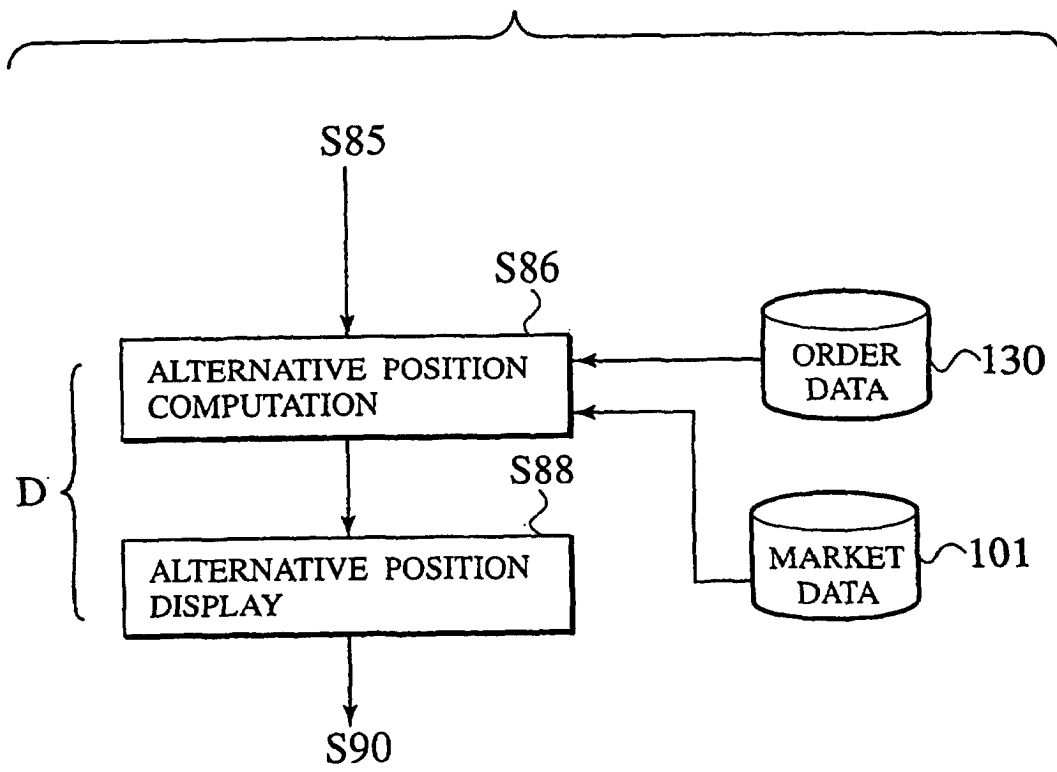 S85
S86
ALTERNATIVE POSITION
COMPUTATION
ORDER
DATA
130
D
S88
ALTERNATIVE POSITION
DISPLAY
MARKET
DATA
101
S90